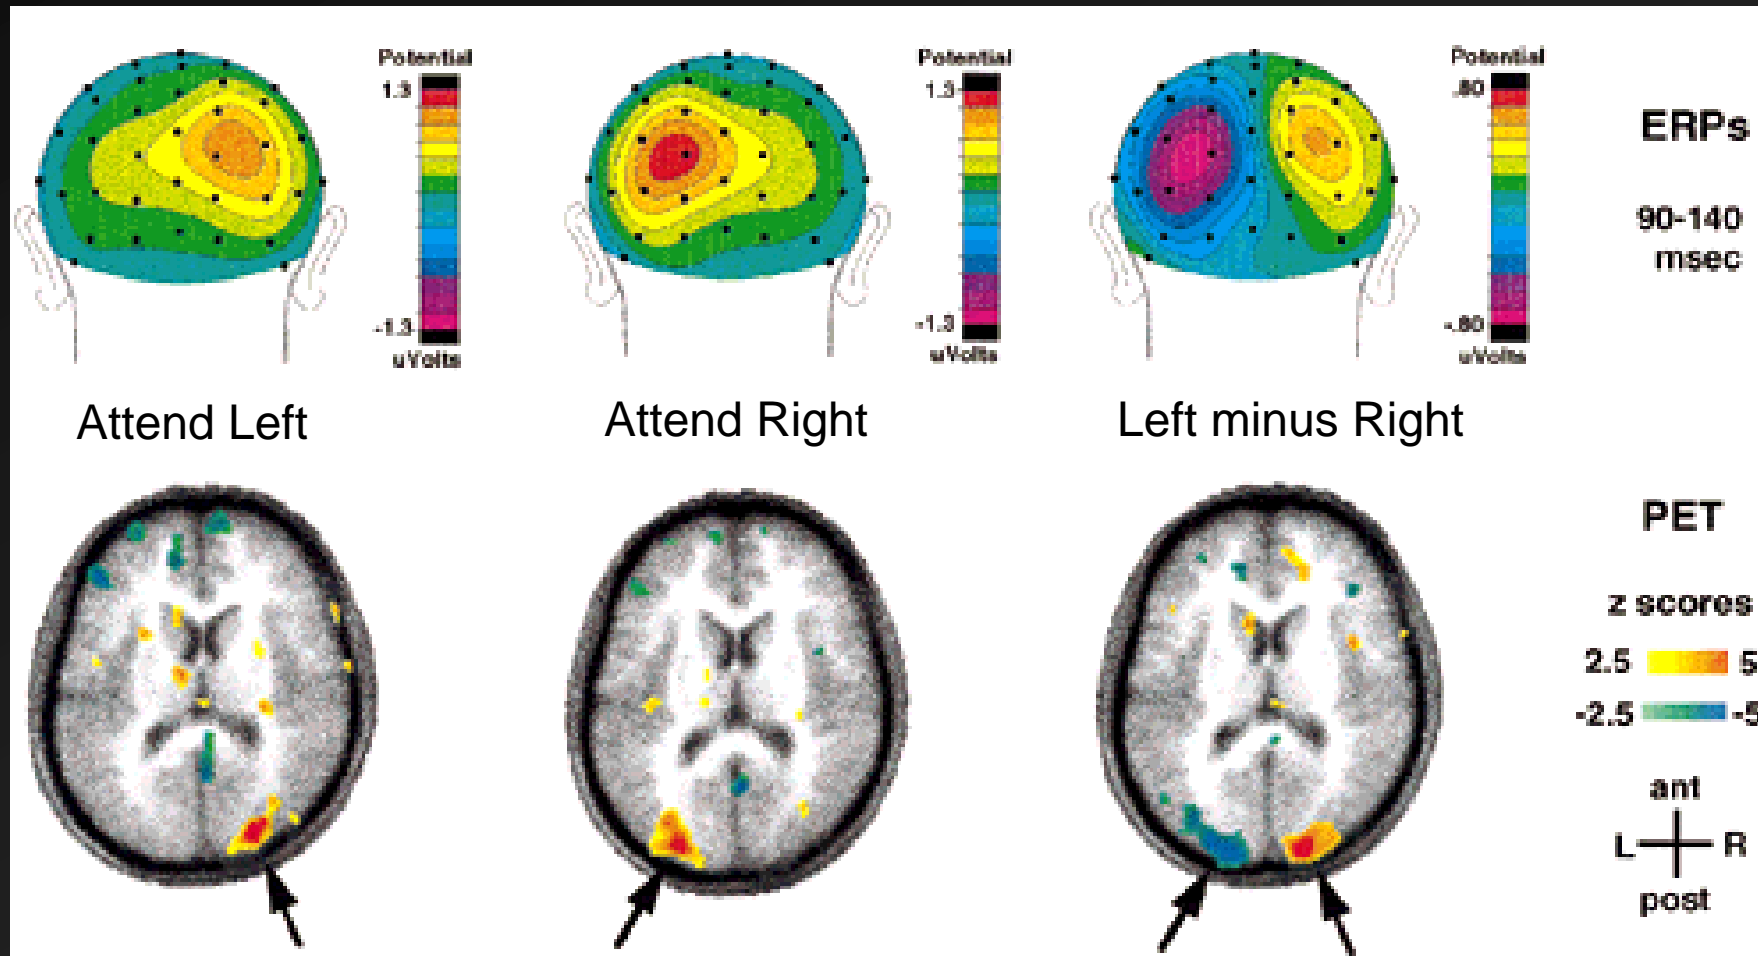 Potential
1.3
-1.3
uVolts
Potential
1.3
-1.3
uVolts
Potential
.80
-.80
uVolts
ERPs
90-140
msec
Attend Left
Attend Right
Left minus Right
PET
z scores
2.5 5
-2.5 -5
ant
L R
post